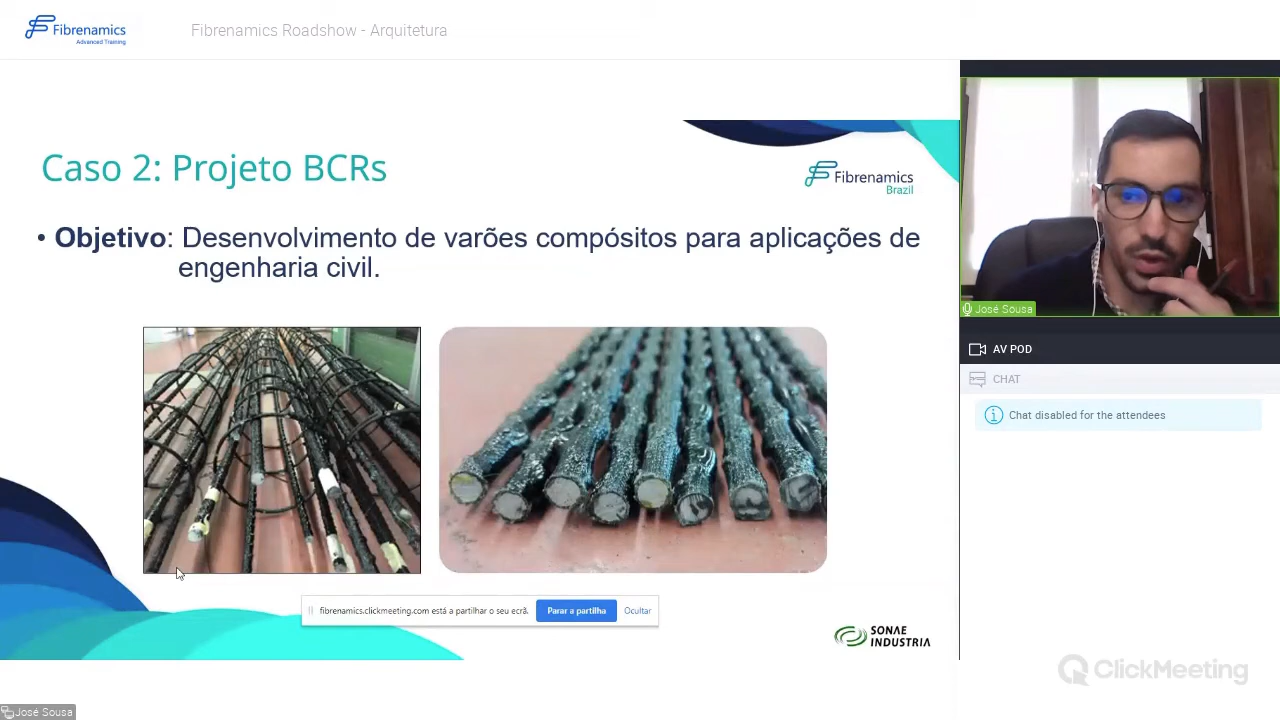 Fibrenamics
Advanced Training
Fibrenamics Roadshow - Arquitetura
Caso 2: Projeto BCRs
Fibrenamics
Brazil
• Objetivo: Desenvolvimento de varões compósitos para aplicações de
engenharia civil.
fibrenamics.clickmeeting.com está a partilhar o seu ecrã.
Parar a partilha
Ocultar
SONAE
INDUSTRIA
José Sousa
AV POD
CHAT
Chat disabled for the attendees
ClickMeeting
José Sousa